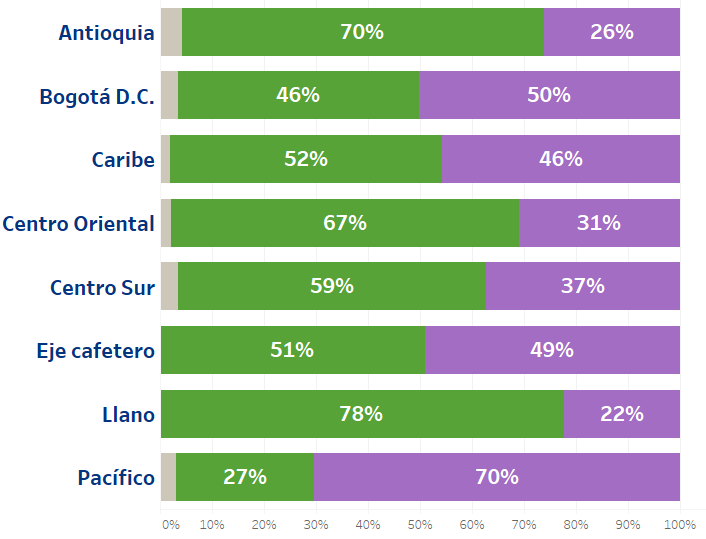 Antioquia 70% 26%
Bogotá D.C. 46% 50%
Caribe 52% 46%
Centro Oriental 67% 31%
Centro Sur 59% 37%
Eje cafetero 51% 49%
Llano 78% 22%
Pacífico 27% 70%
0% 10% 20% 30% 40% 50% 60% 70% 80% 90% 100%